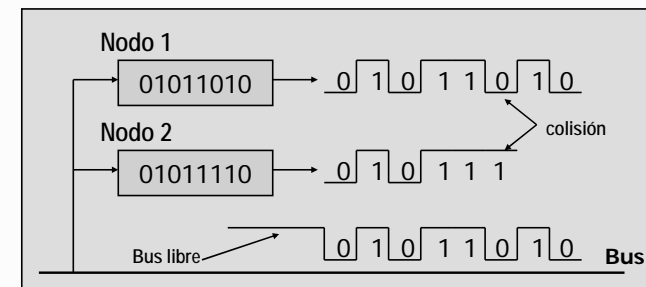 Nodo 1
01011010
0 1 0 1 1 0 1 0
colisión
Nodo 2
01011110
0 1 0 1 1 1
Bus libre
0 1 0 1 1 0 1 0
Bus